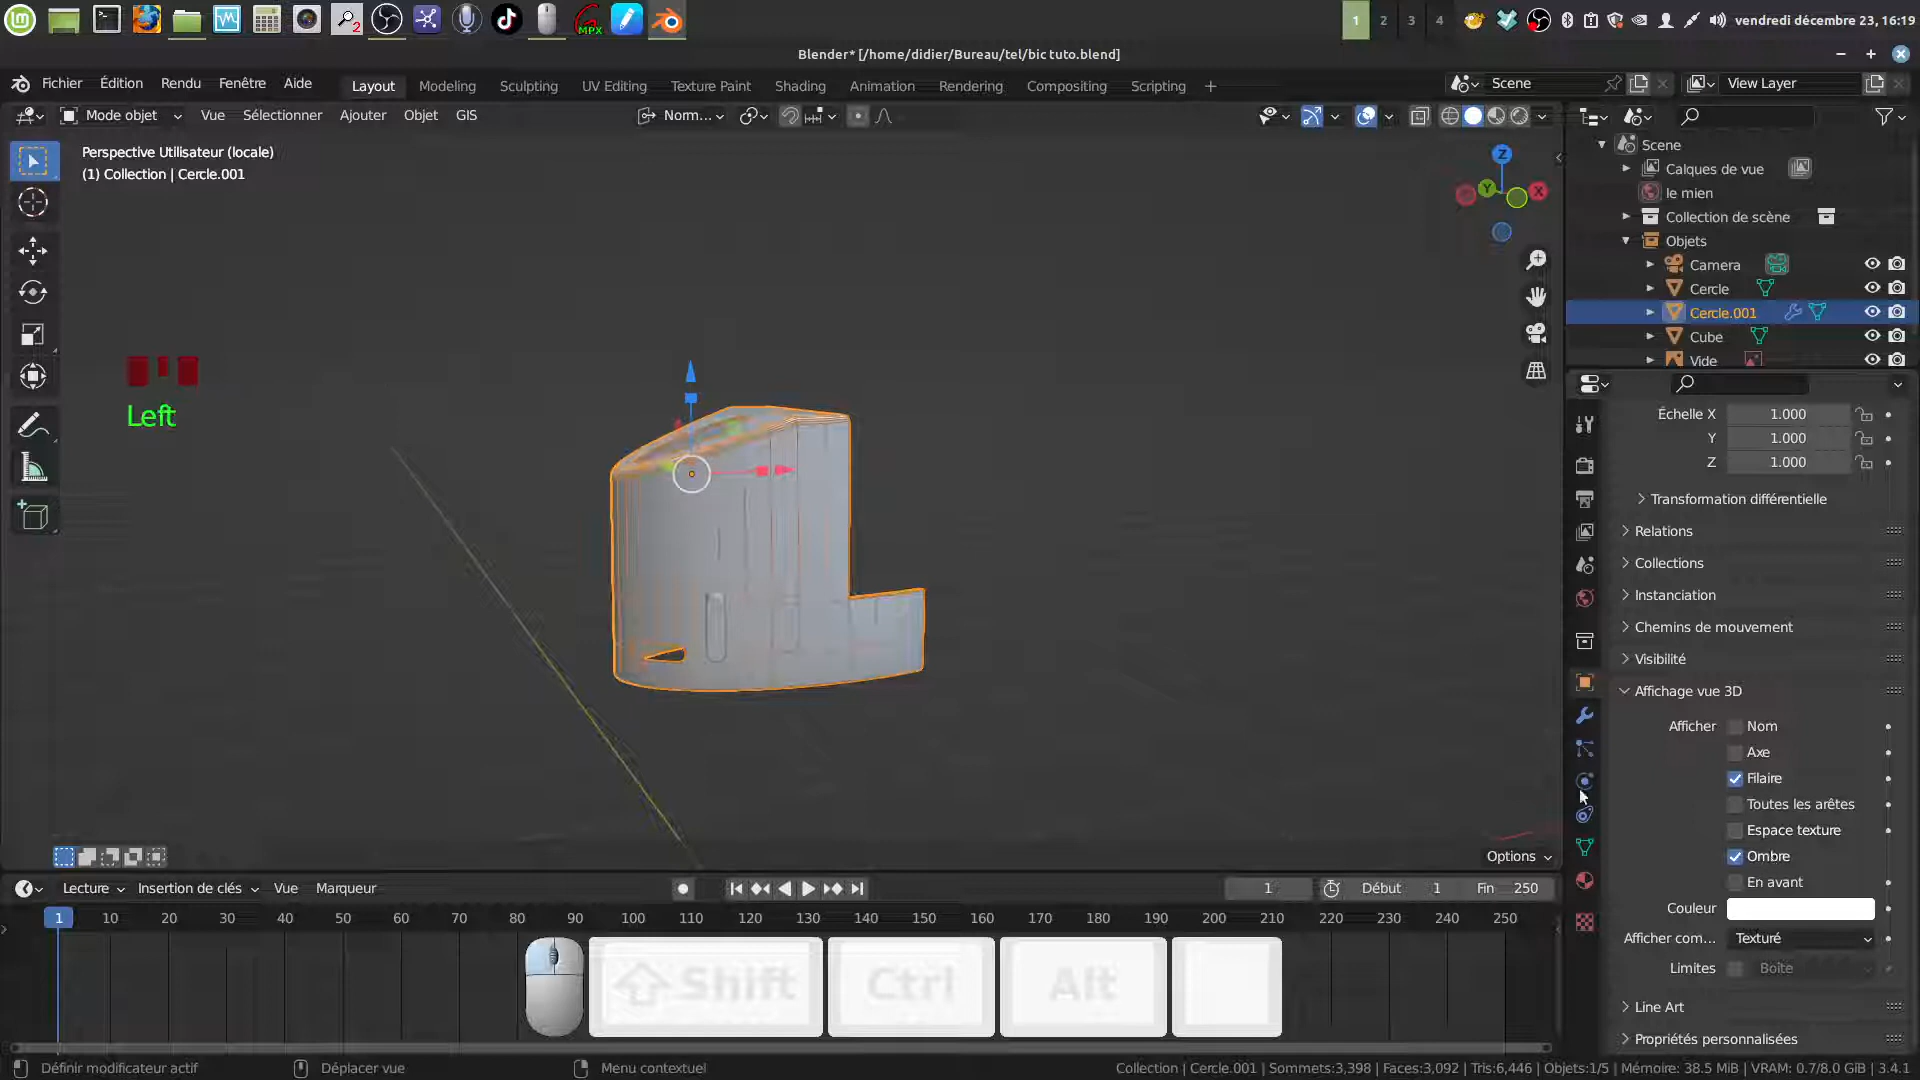 2
MPX
1
2
3
4
vendredi décembre 23, 16:19
Blender* [/home/didier/Bureau/tel/bic tuto.blend]
Fichier
Édition
Rendu
Fenêtre
Aide
Layout
Modeling
Sculpting
UV Editing
Texture Paint
Shading
Animation
Rendering
Compositing
Scripting
+
Scene
View Layer
Mode objet
Vue
Sélectionner
Ajouter
Objet
GIS
Norm...
Perspective Utilisateur (locale)
(1) Collection | Cercle.001
Z
Y
X
Left
Scene
Calques de vue
le mien
Collection de scène
Objets
Camera
Cercle
Cercle.001
Cube
Vide
Échelle X 1.000
Y 1.000
Z 1.000
Transformation différentielle
Relations
Collections
Instanciation
Chemins de mouvement
Visibilité
Affichage vue 3D
Afficher Nom
Axe
Filaire
Toutes les arêtes
Espace texture
Ombre
En avant
Couleur
Afficher com... Texturé
Limites Boîte
Line Art
Propriétés personnalisées
Options
Lecture
Insertion de clés
Vue
Marqueur
1
Début 1
Fin 250
1 10 20 30 40 50 60 70 80 90 100 110 120 130 140 150 160 170 180 190 200 210 220 230 240 250
Shift
Ctrl
Alt
Définir modificateur actif
Déplacer vue
Menu contextuel
Collection | Cercle.001 | Sommets:3,398 | Faces:3,092 | Tris:6,446 | Objets:1/5 | Mémoire: 38.5 MiB | VRAM: 0.7/8.0 GiB | 3.4.1